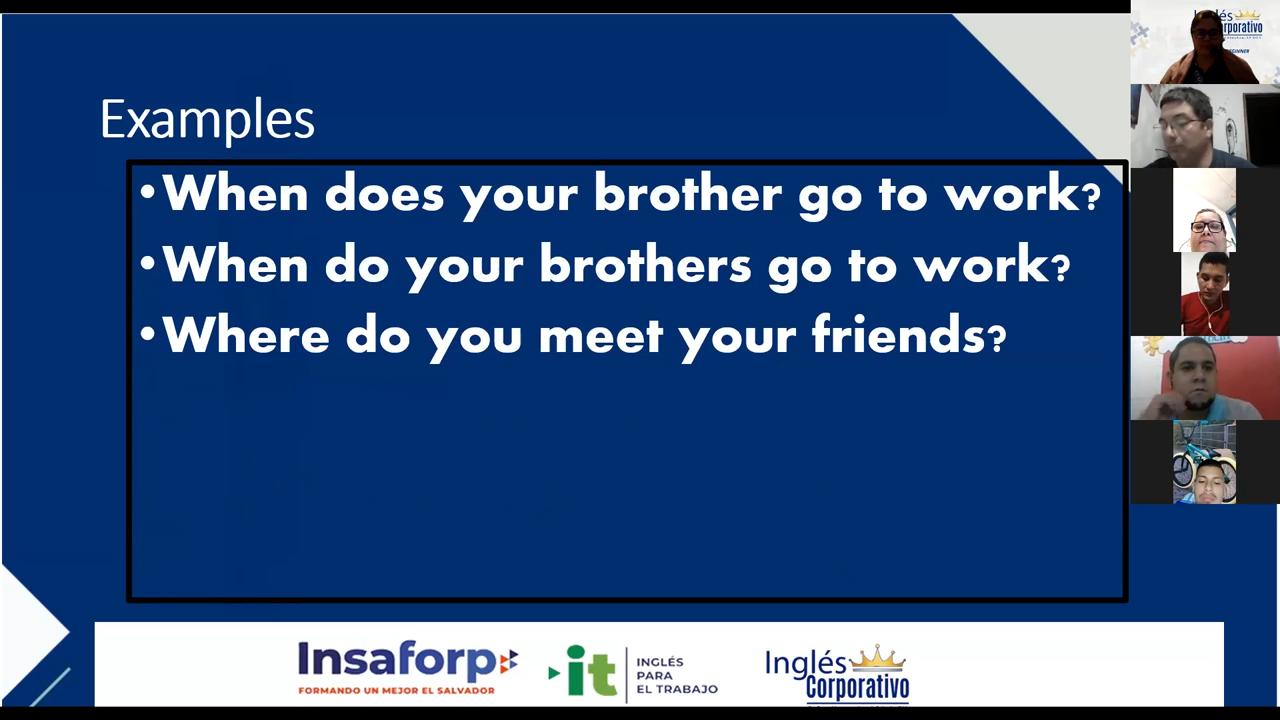 Examples
•When does your brother go to work?
•When do your brothers go to work?
•Where do you meet your friends?
Insaforp
FORMANDO UN MEJOR EL SALVADOR
it
INGLÉS
PARA
EL TRABAJO
Inglés
Corporativo